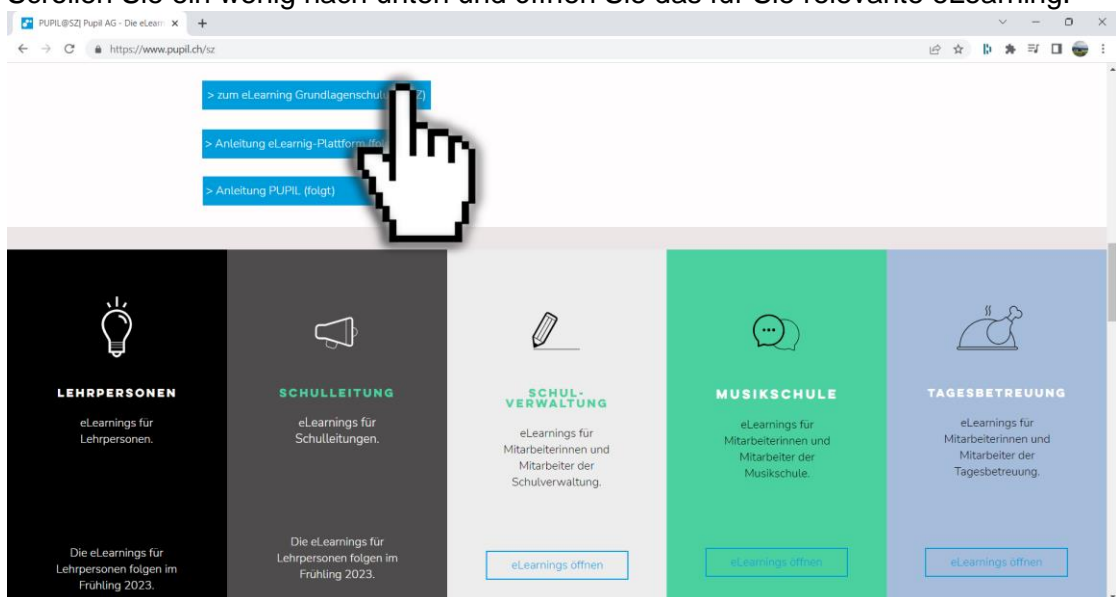 Scrollen Sie ein wenig nach unten und öffnen Sie das für Sie relevante eLearning.
PUPIL@SZ| Pupil AG - Die eLearn
https://www.pupil.ch/sz
> zum eLearning Grundlagenschul
> Anleitung eLearnig-Plattform
> Anleitung PUPIL (folgt)
LEHRPERSONEN
eLearnings für
Lehrpersonen.
Die eLearnings für
Lehrpersonen folgen im
Frühling 2023.
SCHULLEITUNG
eLearnings für
Schulleitungen.
Die eLearnings für
Lehrpersonen folgen im
Frühling 2023.
SCHUL-
VERWALTUNG
eLearnings für
Mitarbeiterinnen und
Mitarbeiter der
Schulverwaltung.
eLearnings öffnen
MUSIKSCHULE
eLearnings für
Mitarbeiterinnen und
Mitarbeiter der
Musikschule.
eLearnings öffnen
TAGESBETREUUNG
eLearnings für
Mitarbeiterinnen und
Mitarbeiter der
Tagesbetreuung.
eLearnings öffnen